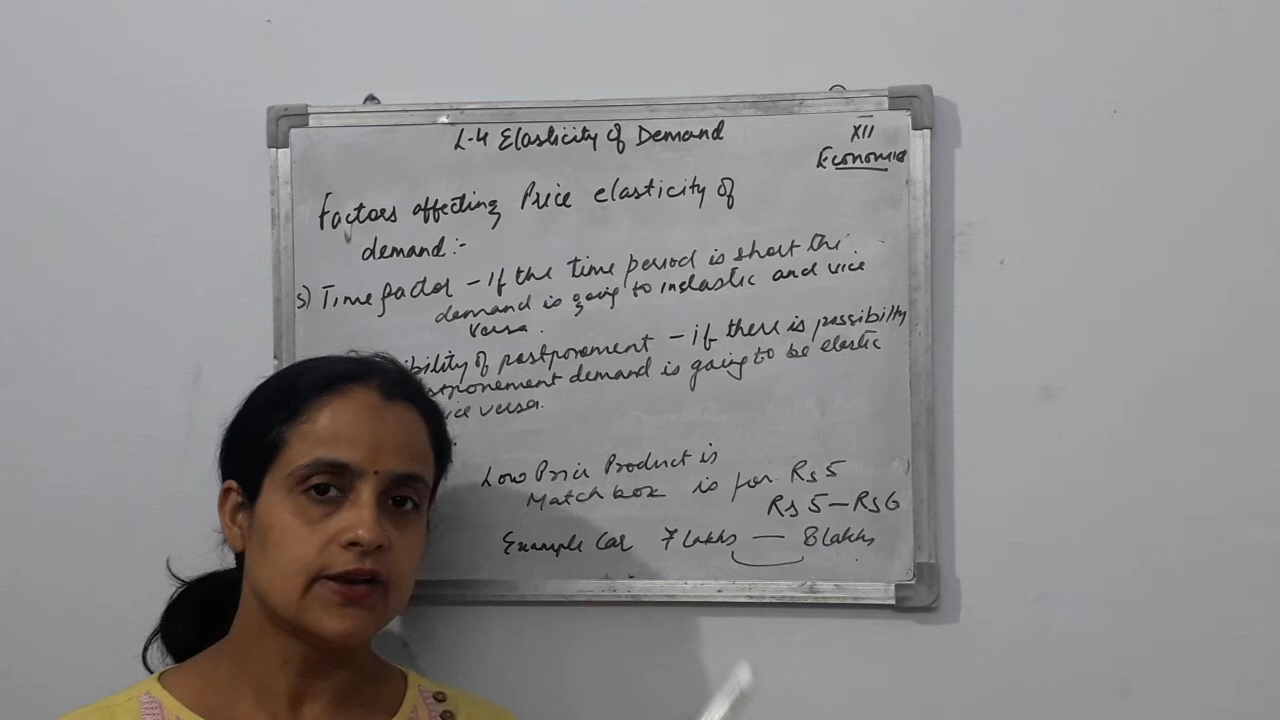 L-4 Elasticity of Demand
XII
Economics
Factors affecting Price elasticity of
demand :-
5) Time factor - if the time period is short the
demand is going to inelastic and vice
versa.
ibility of postponement - if there is possibilty
stponement demand is going to be elastic
ice versa.
Low Price Product is
Match box is for Rs 5
Rs 5 - Rs 6
Example Car 7 lakhs - 8 lakhs